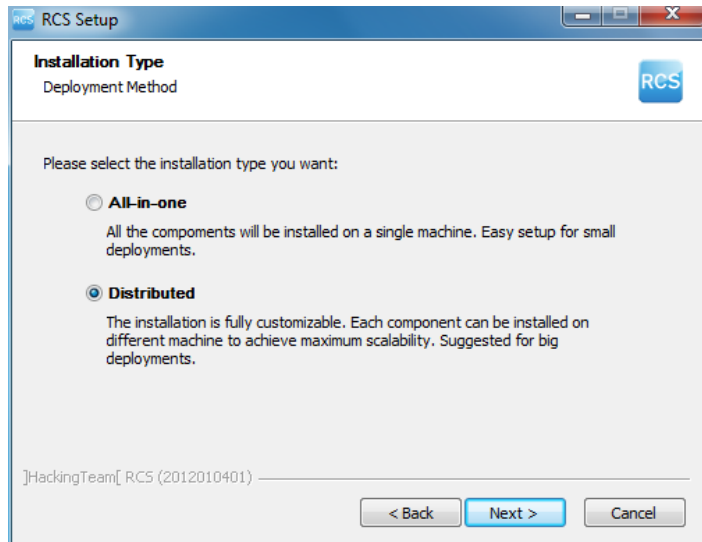 RCS RCS Setup
Installation Type
Deployment Method
RCS
Please select the installation type you want:
All-in-one
All the compoments will be installed on a single machine. Easy setup for small
deployments.
Distributed
The installation is fully customizable. Each component can be installed on
different machine to achieve maximum scalability. Suggested for big
deployments.
]HackingTeam[ RCS (2012010401)
< Back Next > Cancel